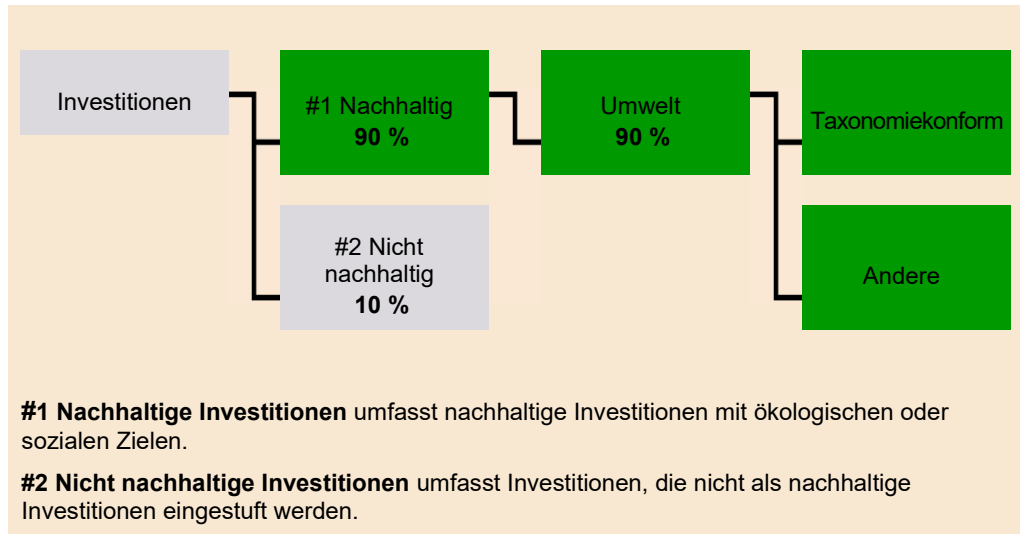 Investitionen
#1 Nachhaltig
90 %
Umwelt
90 %
Taxonomiekonform
#2 Nicht
nachhaltig
10 %
Andere
#1 Nachhaltige Investitionen umfasst nachhaltige Investitionen mit ökologischen oder
sozialen Zielen.
#2 Nicht nachhaltige Investitionen umfasst Investitionen, die nicht als nachhaltige
Investitionen eingestuft werden.